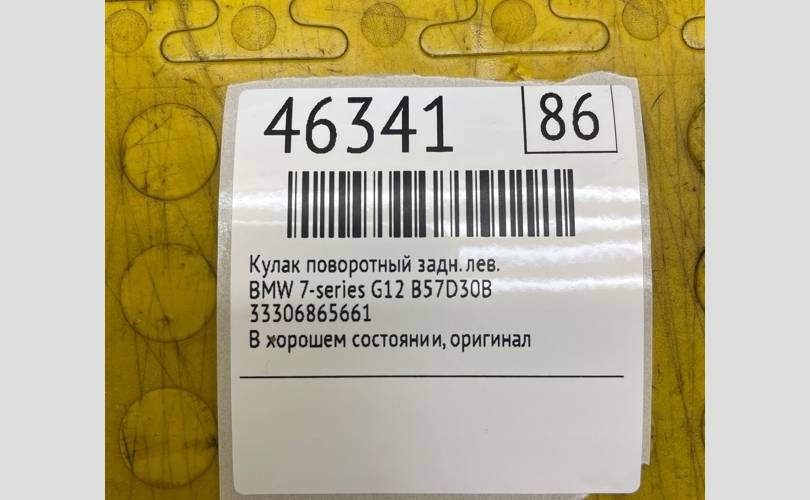 46341
86
Кулак поворотный задн. лев.
BMW 7-series G12 B57D30B
33306865661
В хорошем состоянии, оригинал